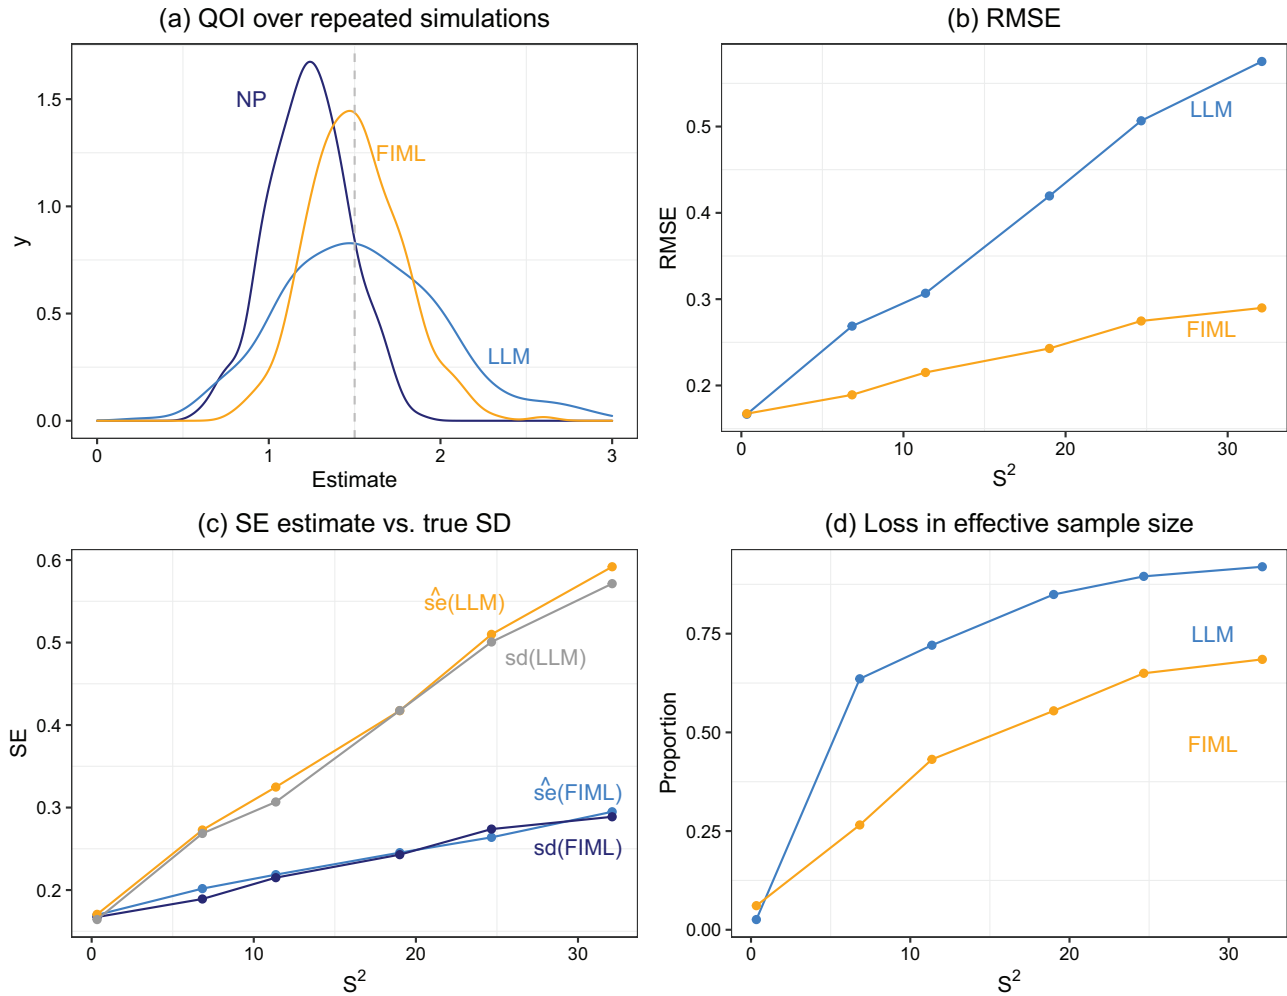 (a) QOI over repeated simulations
NP
FIML
LLM
y
0.0
0.5
1.0
1.5
0
1
2
3
Estimate
(b) RMSE
LLM
FIML
RMSE
0.2
0.3
0.4
0.5
0
10
20
30
S²
(c) SE estimate vs. true SD
ŝe(LLM)
sd(LLM)
ŝe(FIML)
sd(FIML)
SE
0.2
0.3
0.4
0.5
0.6
0
10
20
30
S²
(d) Loss in effective sample size
LLM
FIML
Proportion
0.00
0.25
0.50
0.75
0
10
20
30
S²